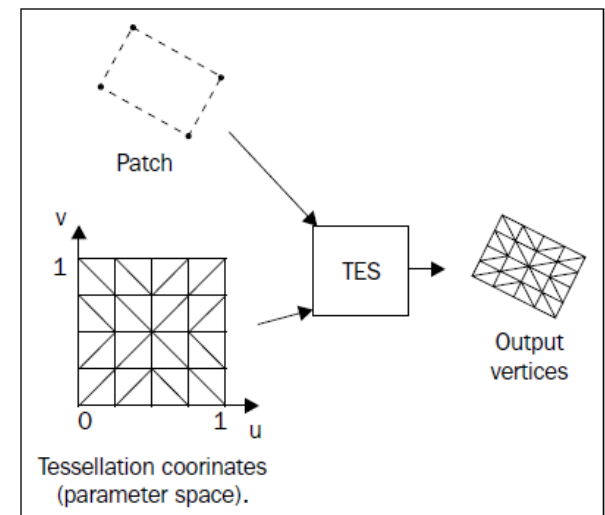 Patch
v
1
TES
Output
vertices
0
1
u
Tessellation coorinates
(parameter space).